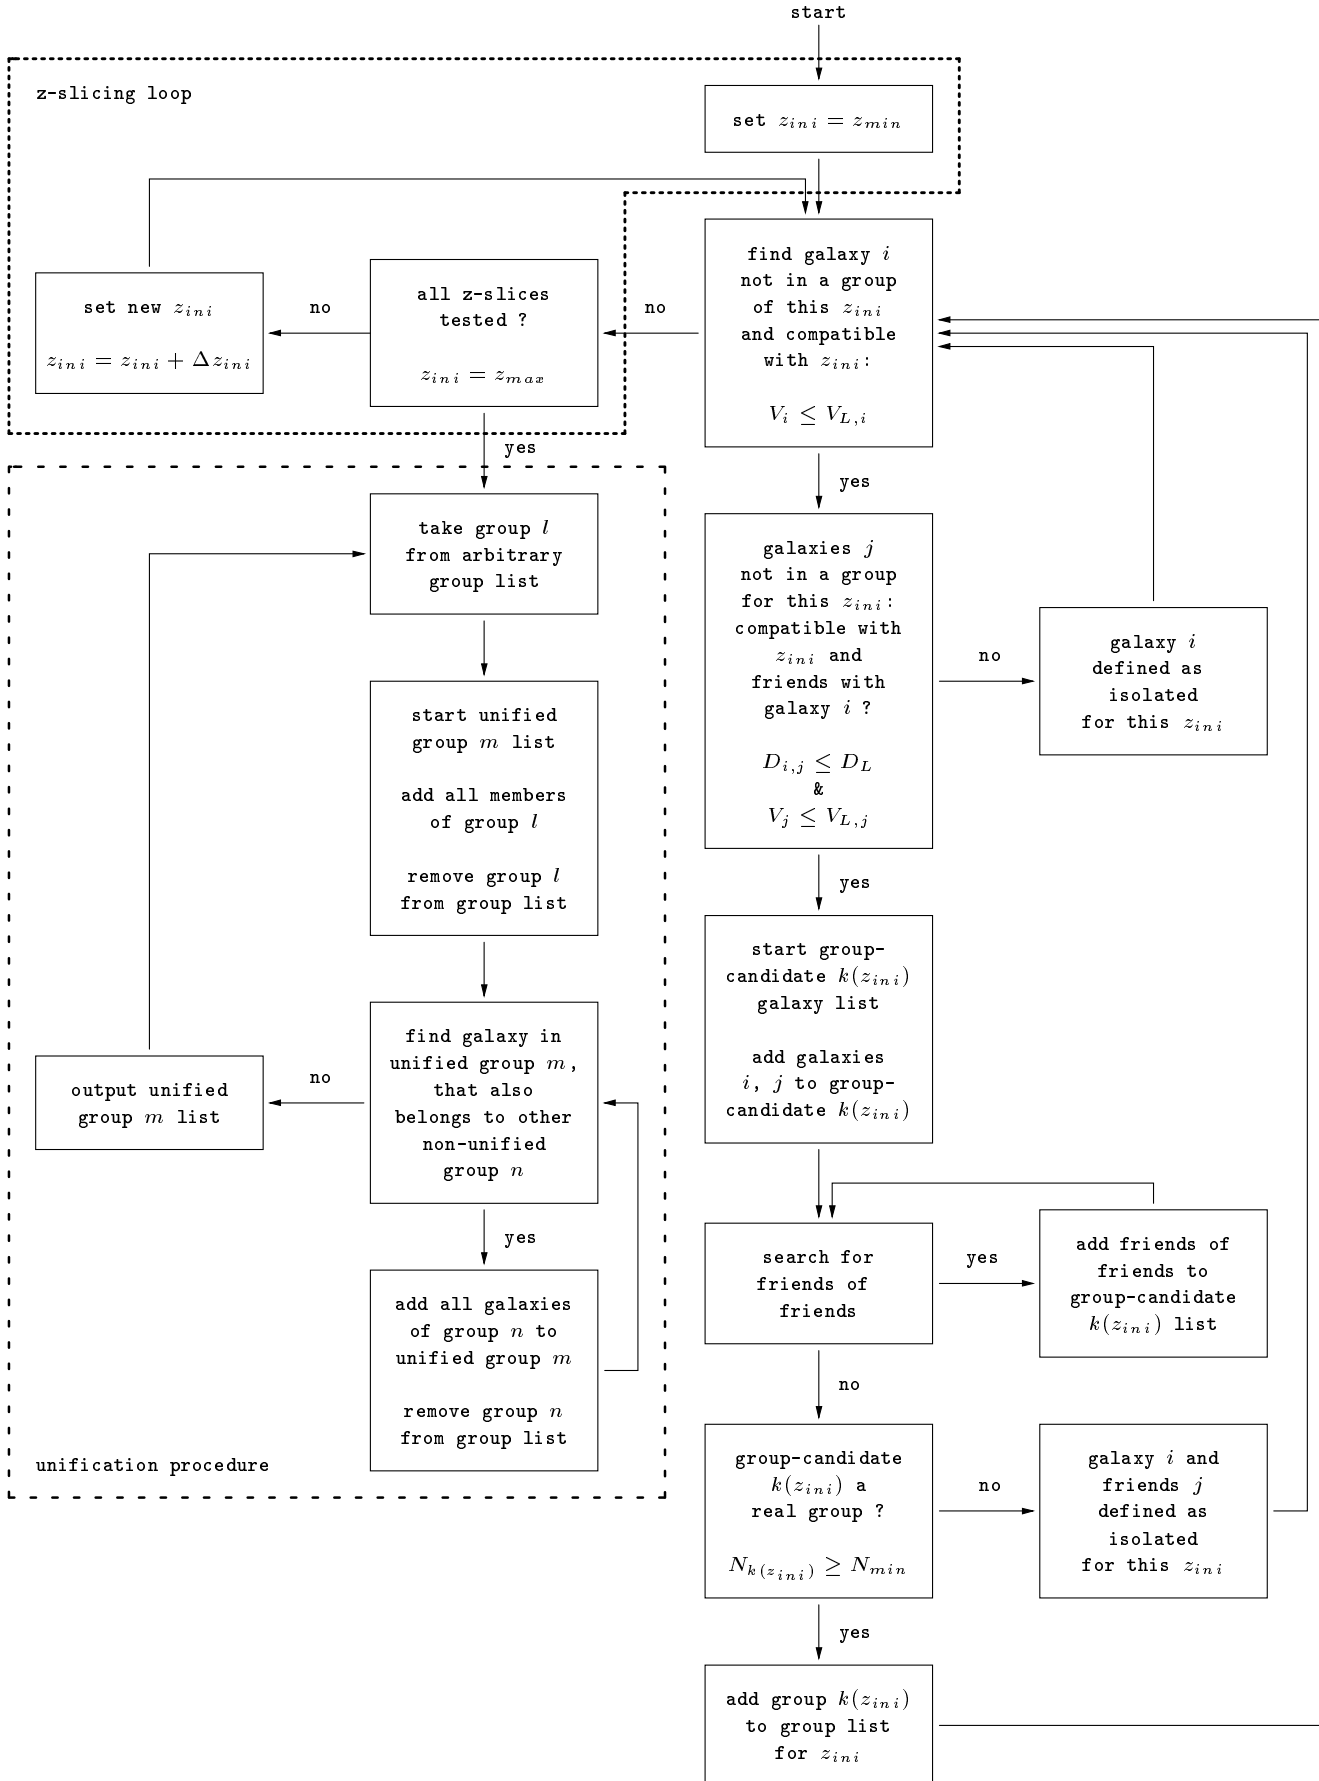 start
z-slicing loop
set z_{ini} = z_{min}
find galaxy i
not in a group
of this z_{ini}
and compatible
with z_{ini}:
V_i ≤ V_{L,i}
no
all z-slices
tested ?
z_{ini} = z_{max}
no
set new z_{ini}
z_{ini} = z_{ini} + Δz_{ini}
yes
yes
take group l
from arbitrary
group list
start unified
group m list
add all members
of group l
remove group l
from group list
find galaxy in
unified group m,
that also
belongs to other
non-unified
group n
no
output unified
group m list
yes
add all galaxies
of group n to
unified group m
remove group n
from group list
unification procedure
galaxies j
not in a group
for this z_{ini}:
compatible with
z_{ini} and
friends with
galaxy i ?
D_{i,j} ≤ D_L
&
V_j ≤ V_{L,j}
no
galaxy i
defined as
isolated
for this z_{ini}
yes
start group-
candidate k(z_{ini})
galaxy list
add galaxies
i, j to group-
candidate k(z_{ini})
search for
friends of
friends
yes
add friends of
friends to
group-candidate
k(z_{ini}) list
no
group-candidate
k(z_{ini}) a
real group ?
N_{k(z_{ini})} ≥ N_{min}
no
galaxy i and
friends j
defined as
isolated
for this z_{ini}
yes
add group k(z_{ini})
to group list
for z_{ini}